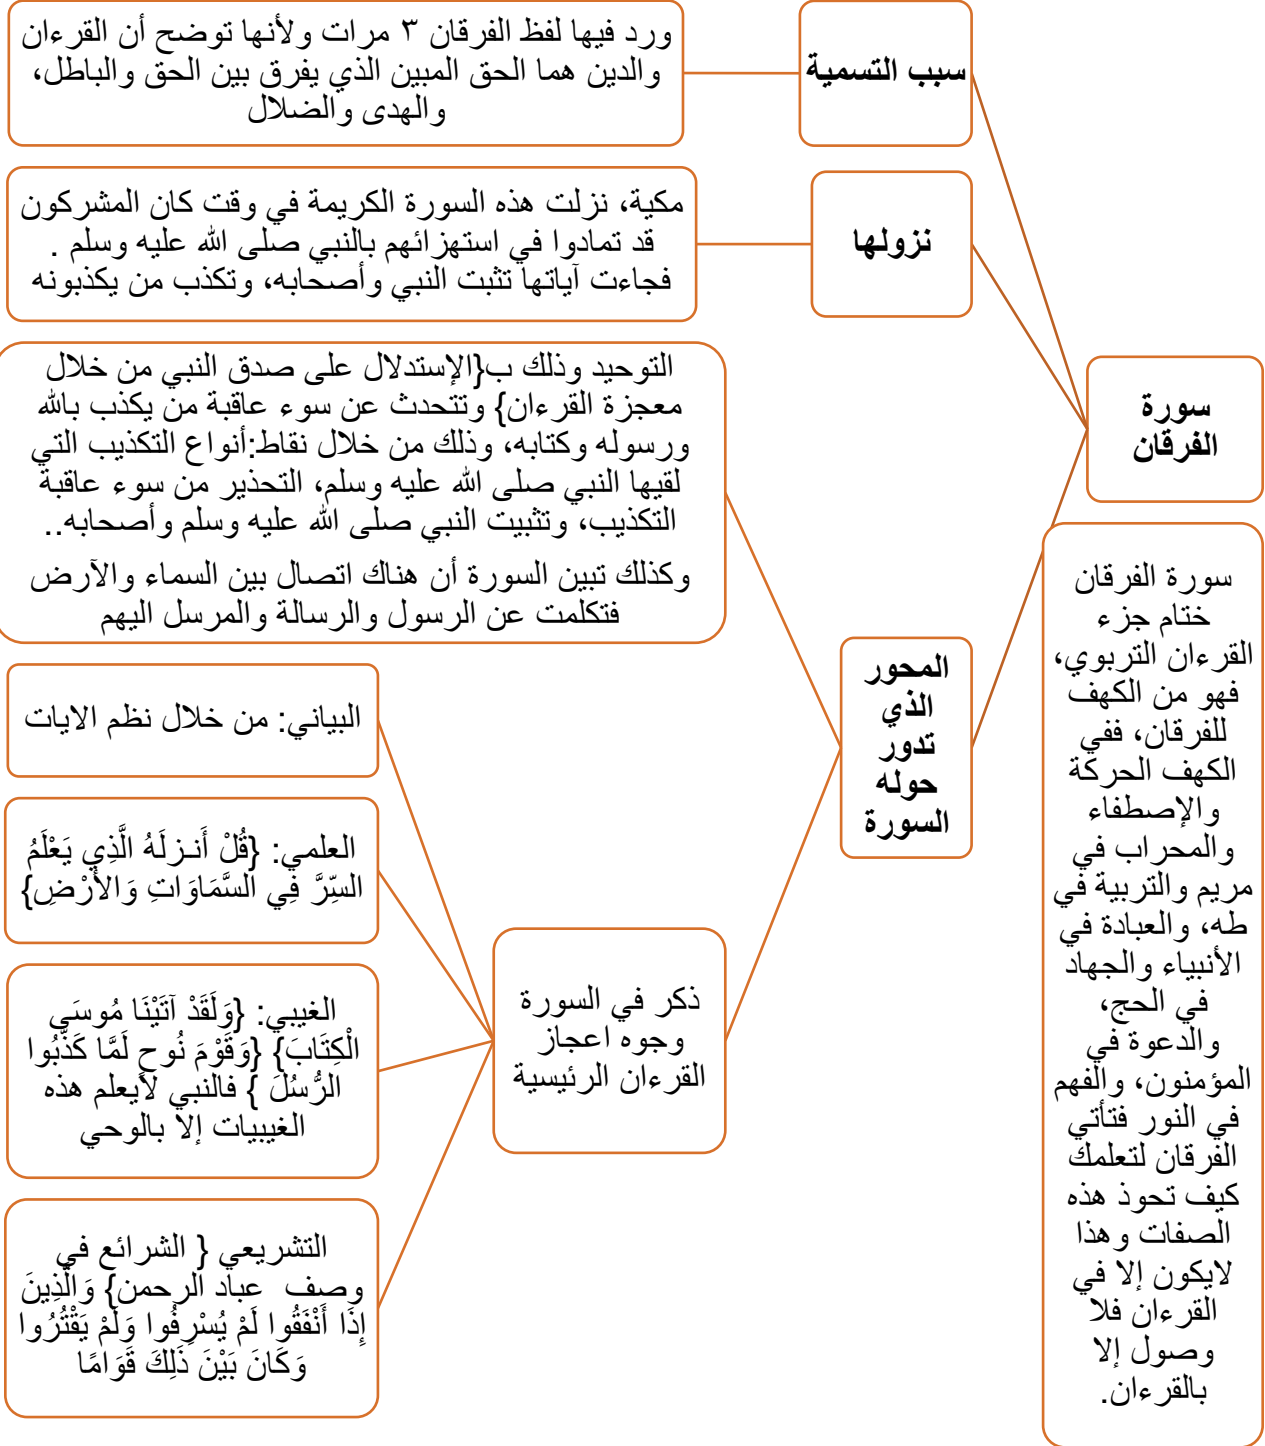 سورة
الفرقان
سورة الفرقان
ختام جزء
القرءان التربوي،
فهو من الكهف
للفرقان، ففي
الكهف الحركة
والإصطفاء
والمحراب في
مريم والتربية في
طه، والعبادة في
الأنبياء والجهاد
في الحج،
والدعوة في
المؤمنون، والفهم
في النور فتأتي
الفرقان لتعلمك
كيف تحوذ هذه
الصفات وهذا
لايكون إلا في
القرءان فلا
وصول إلا
بالقرءان.
سبب التسمية
ورد فيها لفظ الفرقان ٣ مرات ولأنها توضح أن القرءان
والدين هما الحق المبين الذي يفرق بين الحق والباطل،
والهدى والضلال
نزولها
مكية، نزلت هذه السورة الكريمة في وقت كان المشركون
قد تمادوا في استهزائهم بالنبي صلى الله عليه وسلم .
فجاءت آياتها تثبت النبي وأصحابه، وتكذب من يكذبونه
المحور
الذي
تدور
حوله
السورة
التوحيد وذلك ب{الإستدلال على صدق النبي من خلال
معجزة القرءان} وتتحدث عن سوء عاقبة من يكذب بالله
ورسوله وكتابه، وذلك من خلال نقاط:أنواع التكذيب التي
لقيها النبي صلى الله عليه وسلم، التحذير من سوء عاقبة
التكذيب، وتثبيت النبي صلى الله عليه وسلم وأصحابه..
وكذلك تبين السورة أن هناك اتصال بين السماء والآرض
فتكلمت عن الرسول والرسالة والمرسل اليهم
ذكر في السورة
وجوه اعجاز
القرءان الرئيسية
البياني: من خلال نظم الايات
العلمي: {قُلْ أَنـزلَهُ الَّذِي يَعْلَمُ
السِّرَّ فِي السَّمَاوَاتِ وَالأَرْضِ}
الغيبي: {وَلَقَدْ آتَيْنَا مُوسَى
الْكِتَابَ} {وَقَوْمَ نُوحٍ لَمَّا كَذَّبُوا
الرُّسُلَ } فالنبي لايعلم هذه
الغيبيات إلا بالوحي
التشريعي { الشرائع في
وصف عباد الرحمن} وَالَّذِينَ
إِذَا أَنْفَقُوا لَمْ يُسْرِفُوا وَلَمْ يَقْتُرُوا
وَكَانَ بَيْنَ ذَلِكَ قَوَامًا